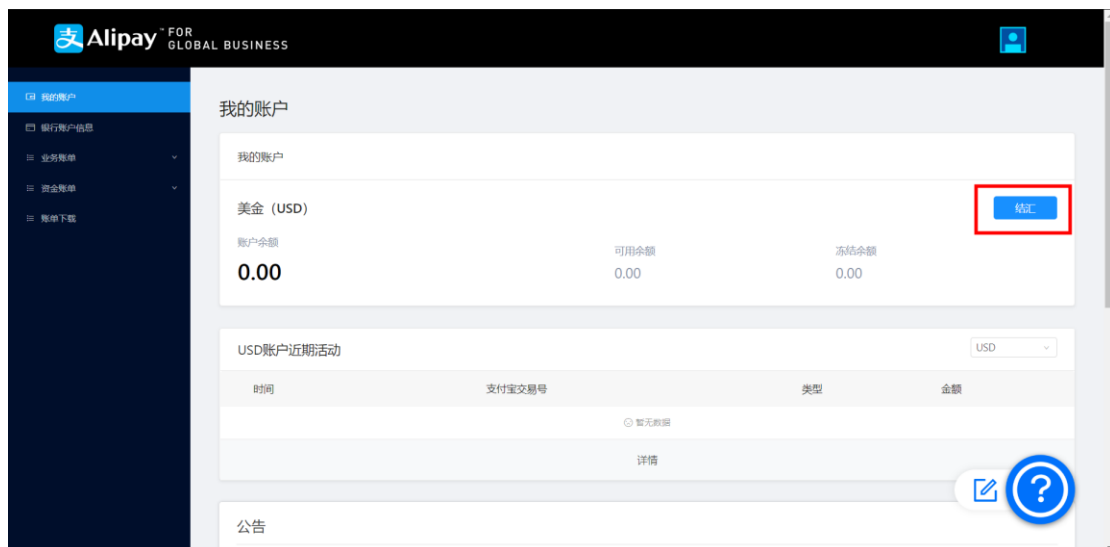 支 Alipay™ FOR
GLOBAL BUSINESS
我的账户
银行账户信息
业务账单
资金账单
账单下载
我的账户
我的账户
美金（USD）
结汇
账户余额
可用余额
冻结余额
0.00
0.00
0.00
USD账户近期活动
USD
时间
支付宝交易号
类型
金额
暂无数据
详情
?
公告